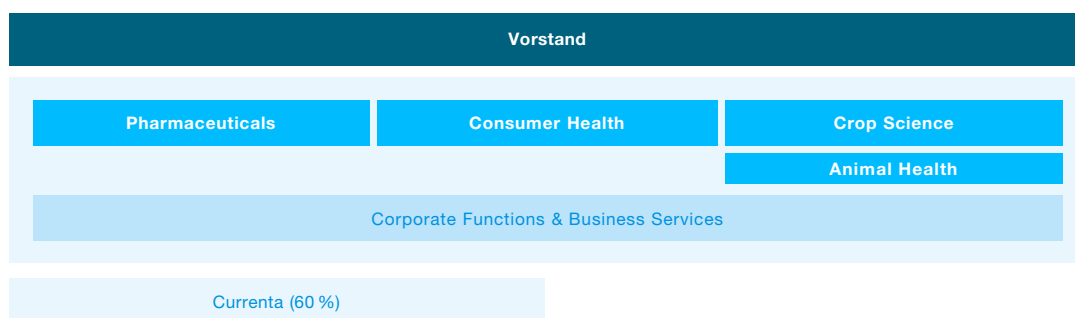 Vorstand
Pharmaceuticals
Consumer Health
Crop Science
Animal Health
Corporate Functions & Business Services
Currenta (60 %)